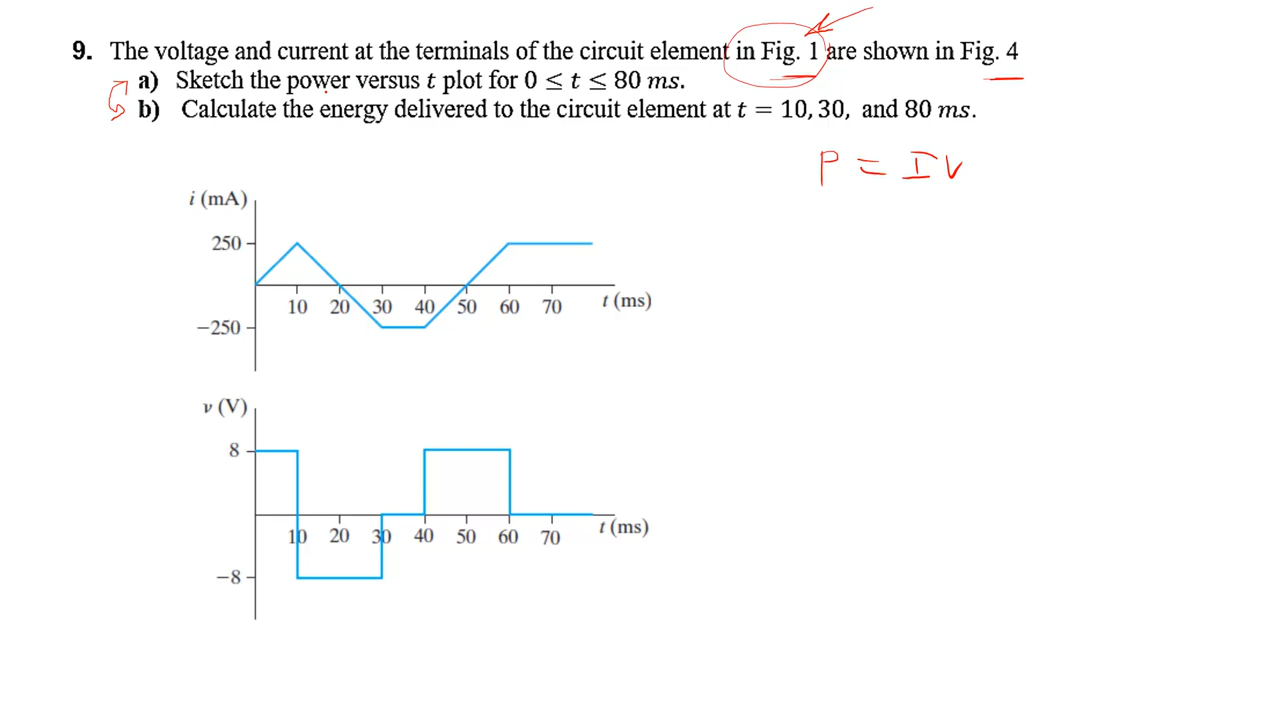 9. The voltage and current at the terminals of the circuit element in Fig. 1 are shown in Fig. 4
a) Sketch the power versus t plot for 0 ≤ t ≤ 80 ms.
b) Calculate the energy delivered to the circuit element at t = 10, 30, and 80 ms.
P = IV
i (mA)
250
10 20 30 40 50 60 70 t (ms)
−250
v (V)
8
10 20 30 40 50 60 70 t (ms)
−8